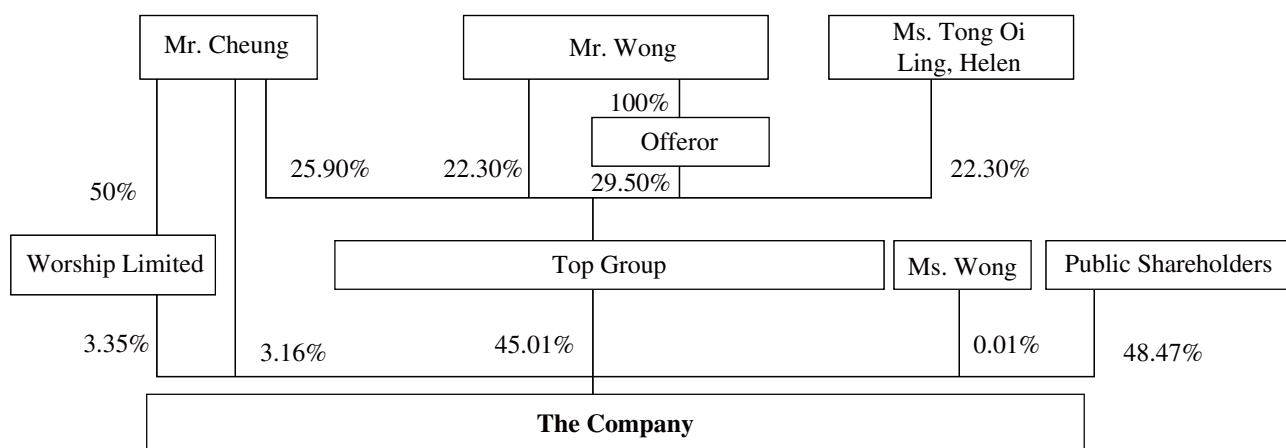 Mr. Cheung
Mr. Wong
Ms. Tong Oi
Ling, Helen
100%
Offeror
50%
25.90%
22.30%
29.50%
22.30%
Worship Limited
Top Group
Ms. Wong
Public Shareholders
3.35%
3.16%
45.01%
0.01%
48.47%
The Company